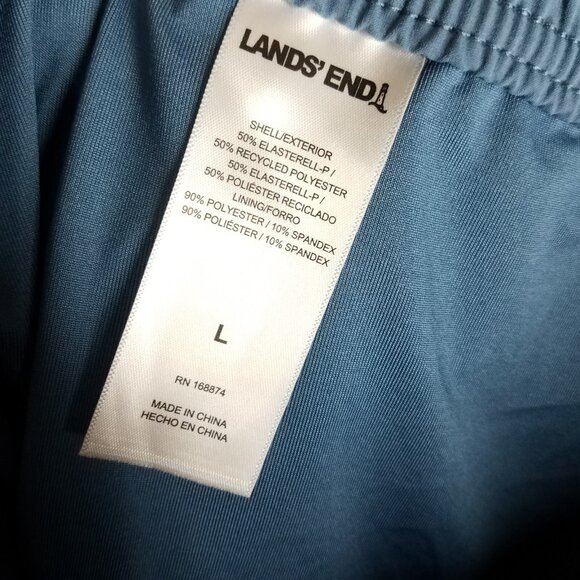 LANDS' END
SHELL/EXTERIOR
50% ELASTERELL-P /
50% RECYCLED POLYESTER
50% ELASTERELL-P /
50% POLIÉSTER RECICLADO
LINING/FORRO
90% POLYESTER / 10% SPANDEX
90% POLIÉSTER / 10% SPANDEX
L
RN 168874
MADE IN CHINA
HECHO EN CHINA